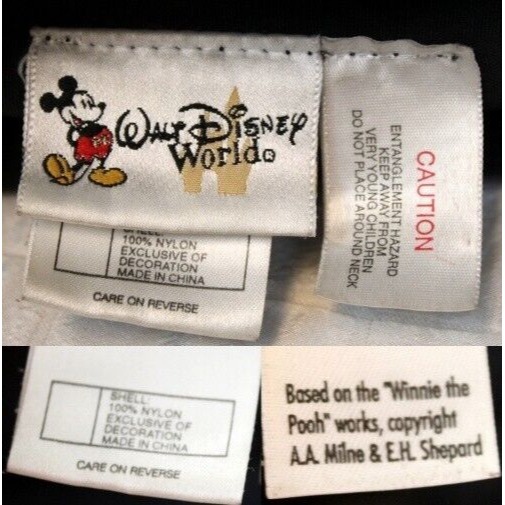 Walt Disney
World®
SHELL:
100% NYLON
EXCLUSIVE OF
DECORATION
MADE IN CHINA
CARE ON REVERSE
CAUTION
ENTANGLEMENT HAZARD
KEEP AWAY FROM
VERY YOUNG CHILDREN
DO NOT PLACE AROUND NECK
SHELL:
100% NYLON
EXCLUSIVE OF
DECORATION
MADE IN CHINA
CARE ON REVERSE
Based on the "Winnie the
Pooh" works, copyright
A.A. Milne & E.H. Shepard